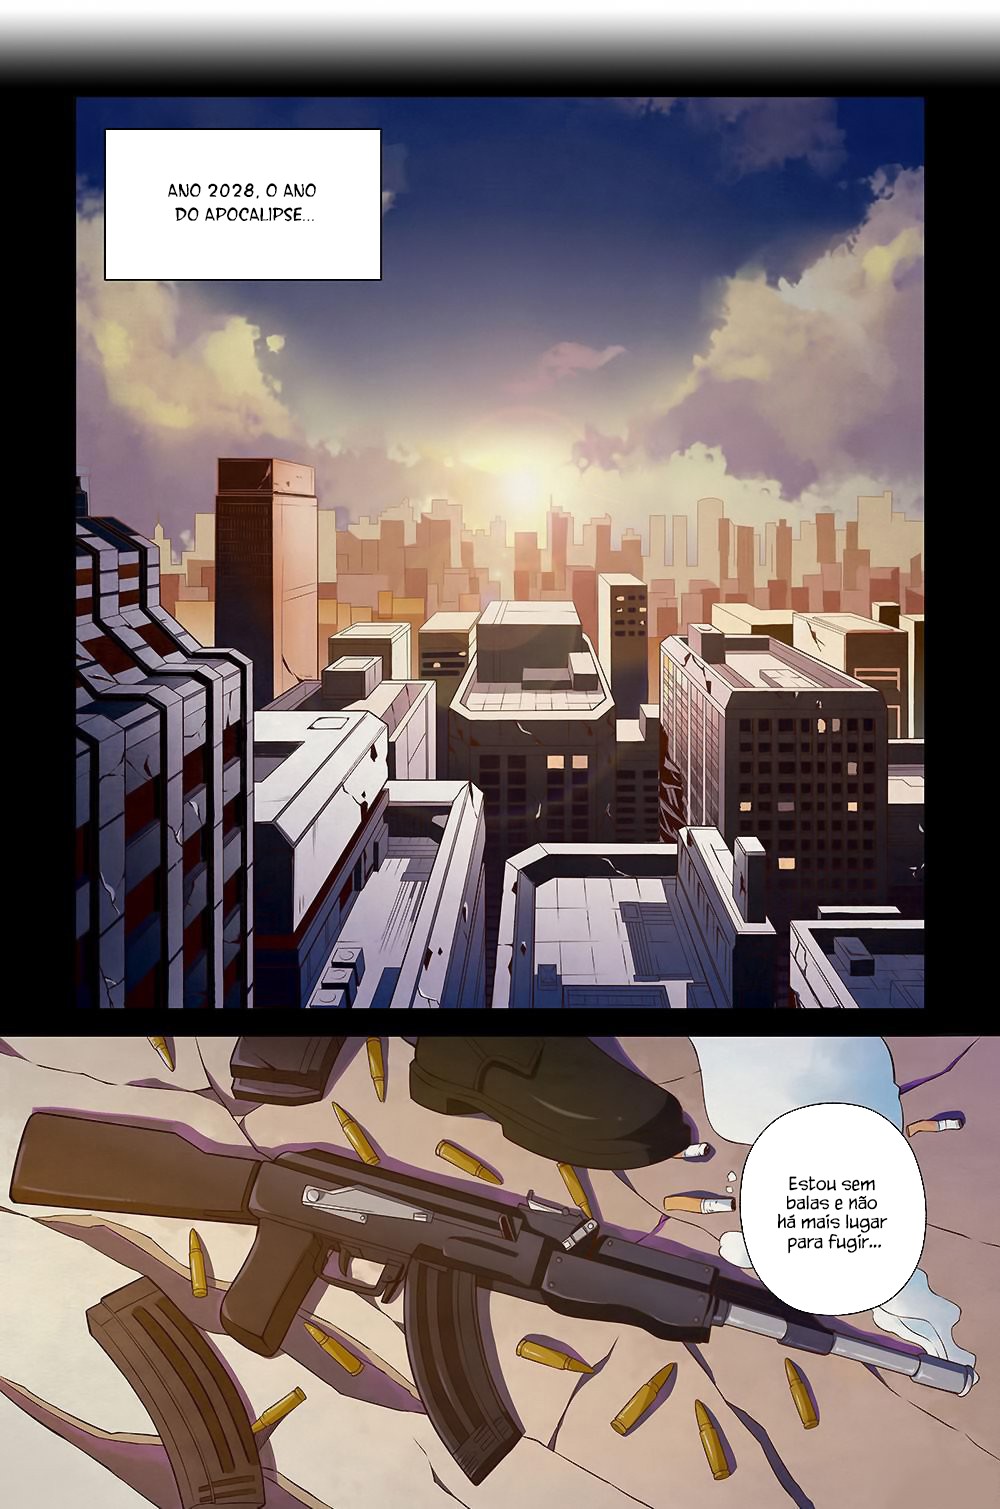 ANO 2028, O ANO
DO APOCALIPSE...
Estou sem
balas e não
há mais lugar
para fugir...